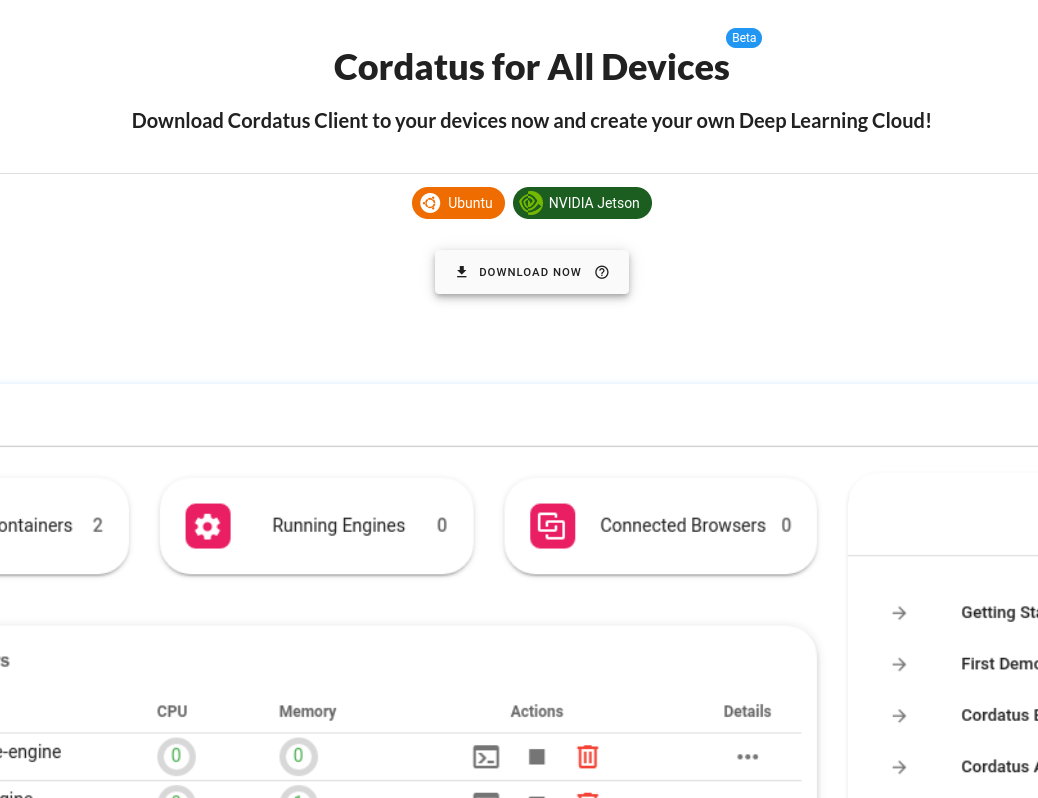 Beta
Cordatus for All Devices
Download Cordatus Client to your devices now and create your own Deep Learning Cloud!
Ubuntu NVIDIA Jetson
DOWNLOAD NOW
ontainers 2 Running Engines 0 Connected Browsers 0
Getting Sta
First Demo
Cordatus
Cordatus
CPU Memory Actions Details
e-engine 0 0